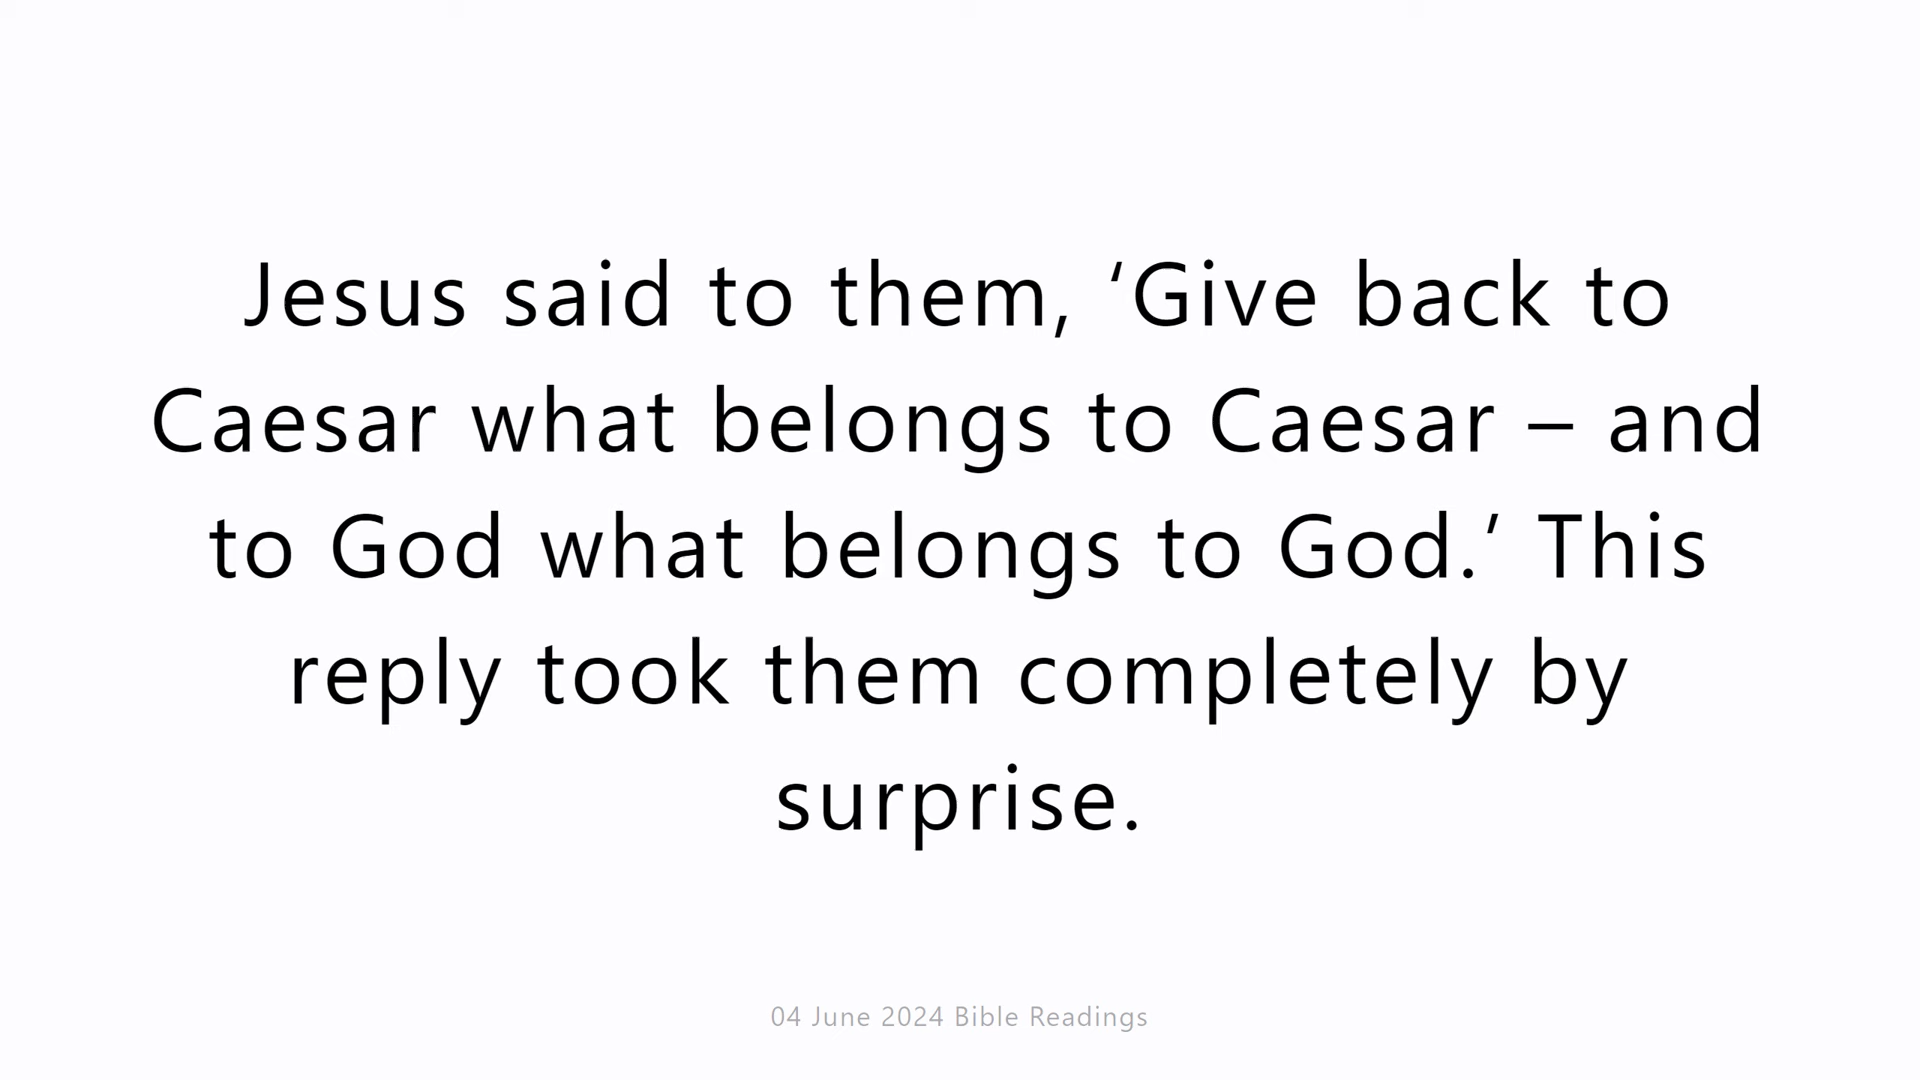 Jesus said to them, ‘Give back to
Caesar what belongs to Caesar – and
to God what belongs to God.’ This
reply took them completely by
surprise.
04 June 2024 Bible Readings